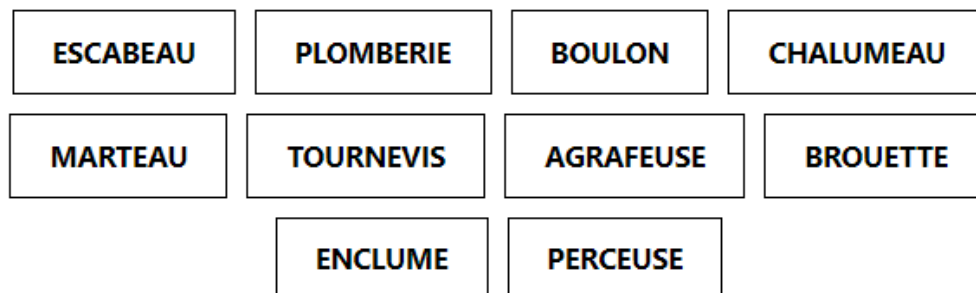 ESCABEAU PLOMBERIE BOULON CHALUMEAU
MARTEAU TOURNEVIS AGRAFEUSE BROUETTE
ENCLUME PERCEUSE